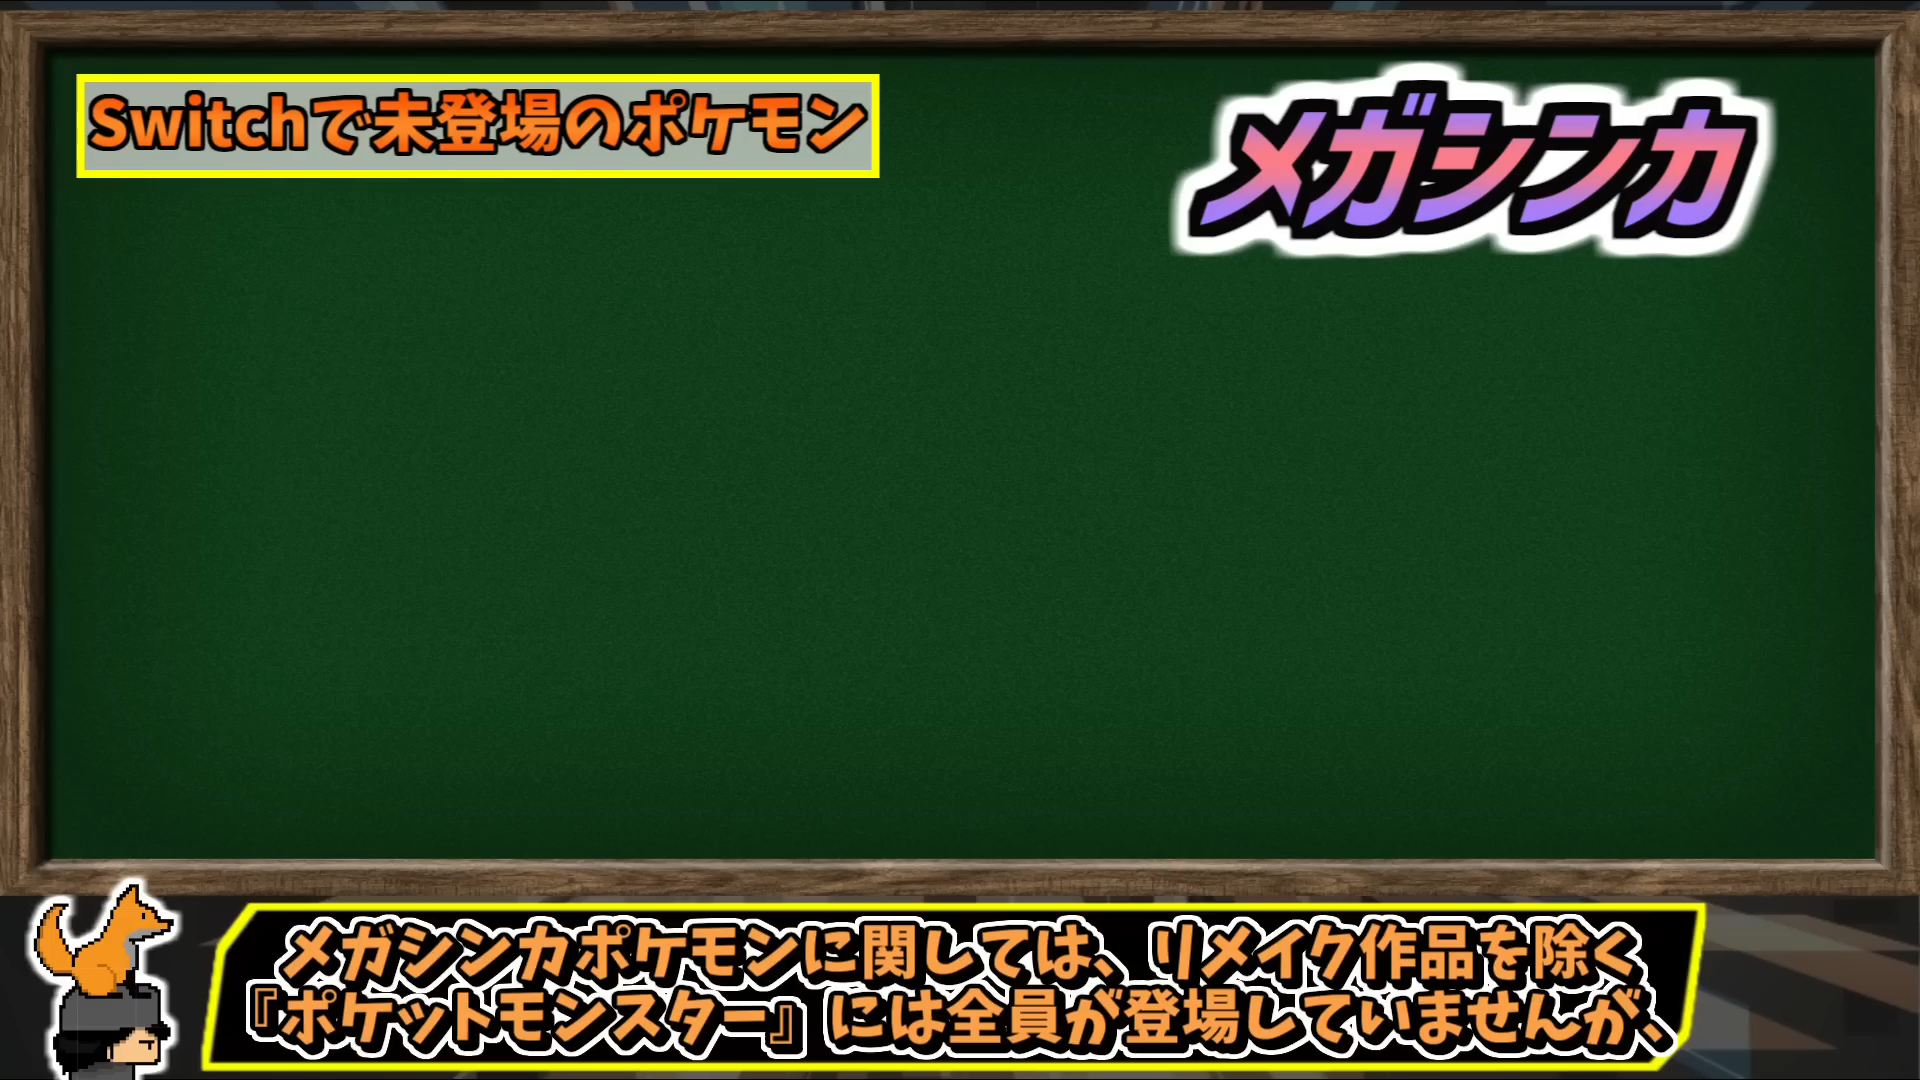 Switchで未登場のポケモン
メガシンカ
メガシンカポケモンに関しては、リメイク作品を除く
『ポケットモンスター』には全員が登場していませんが、